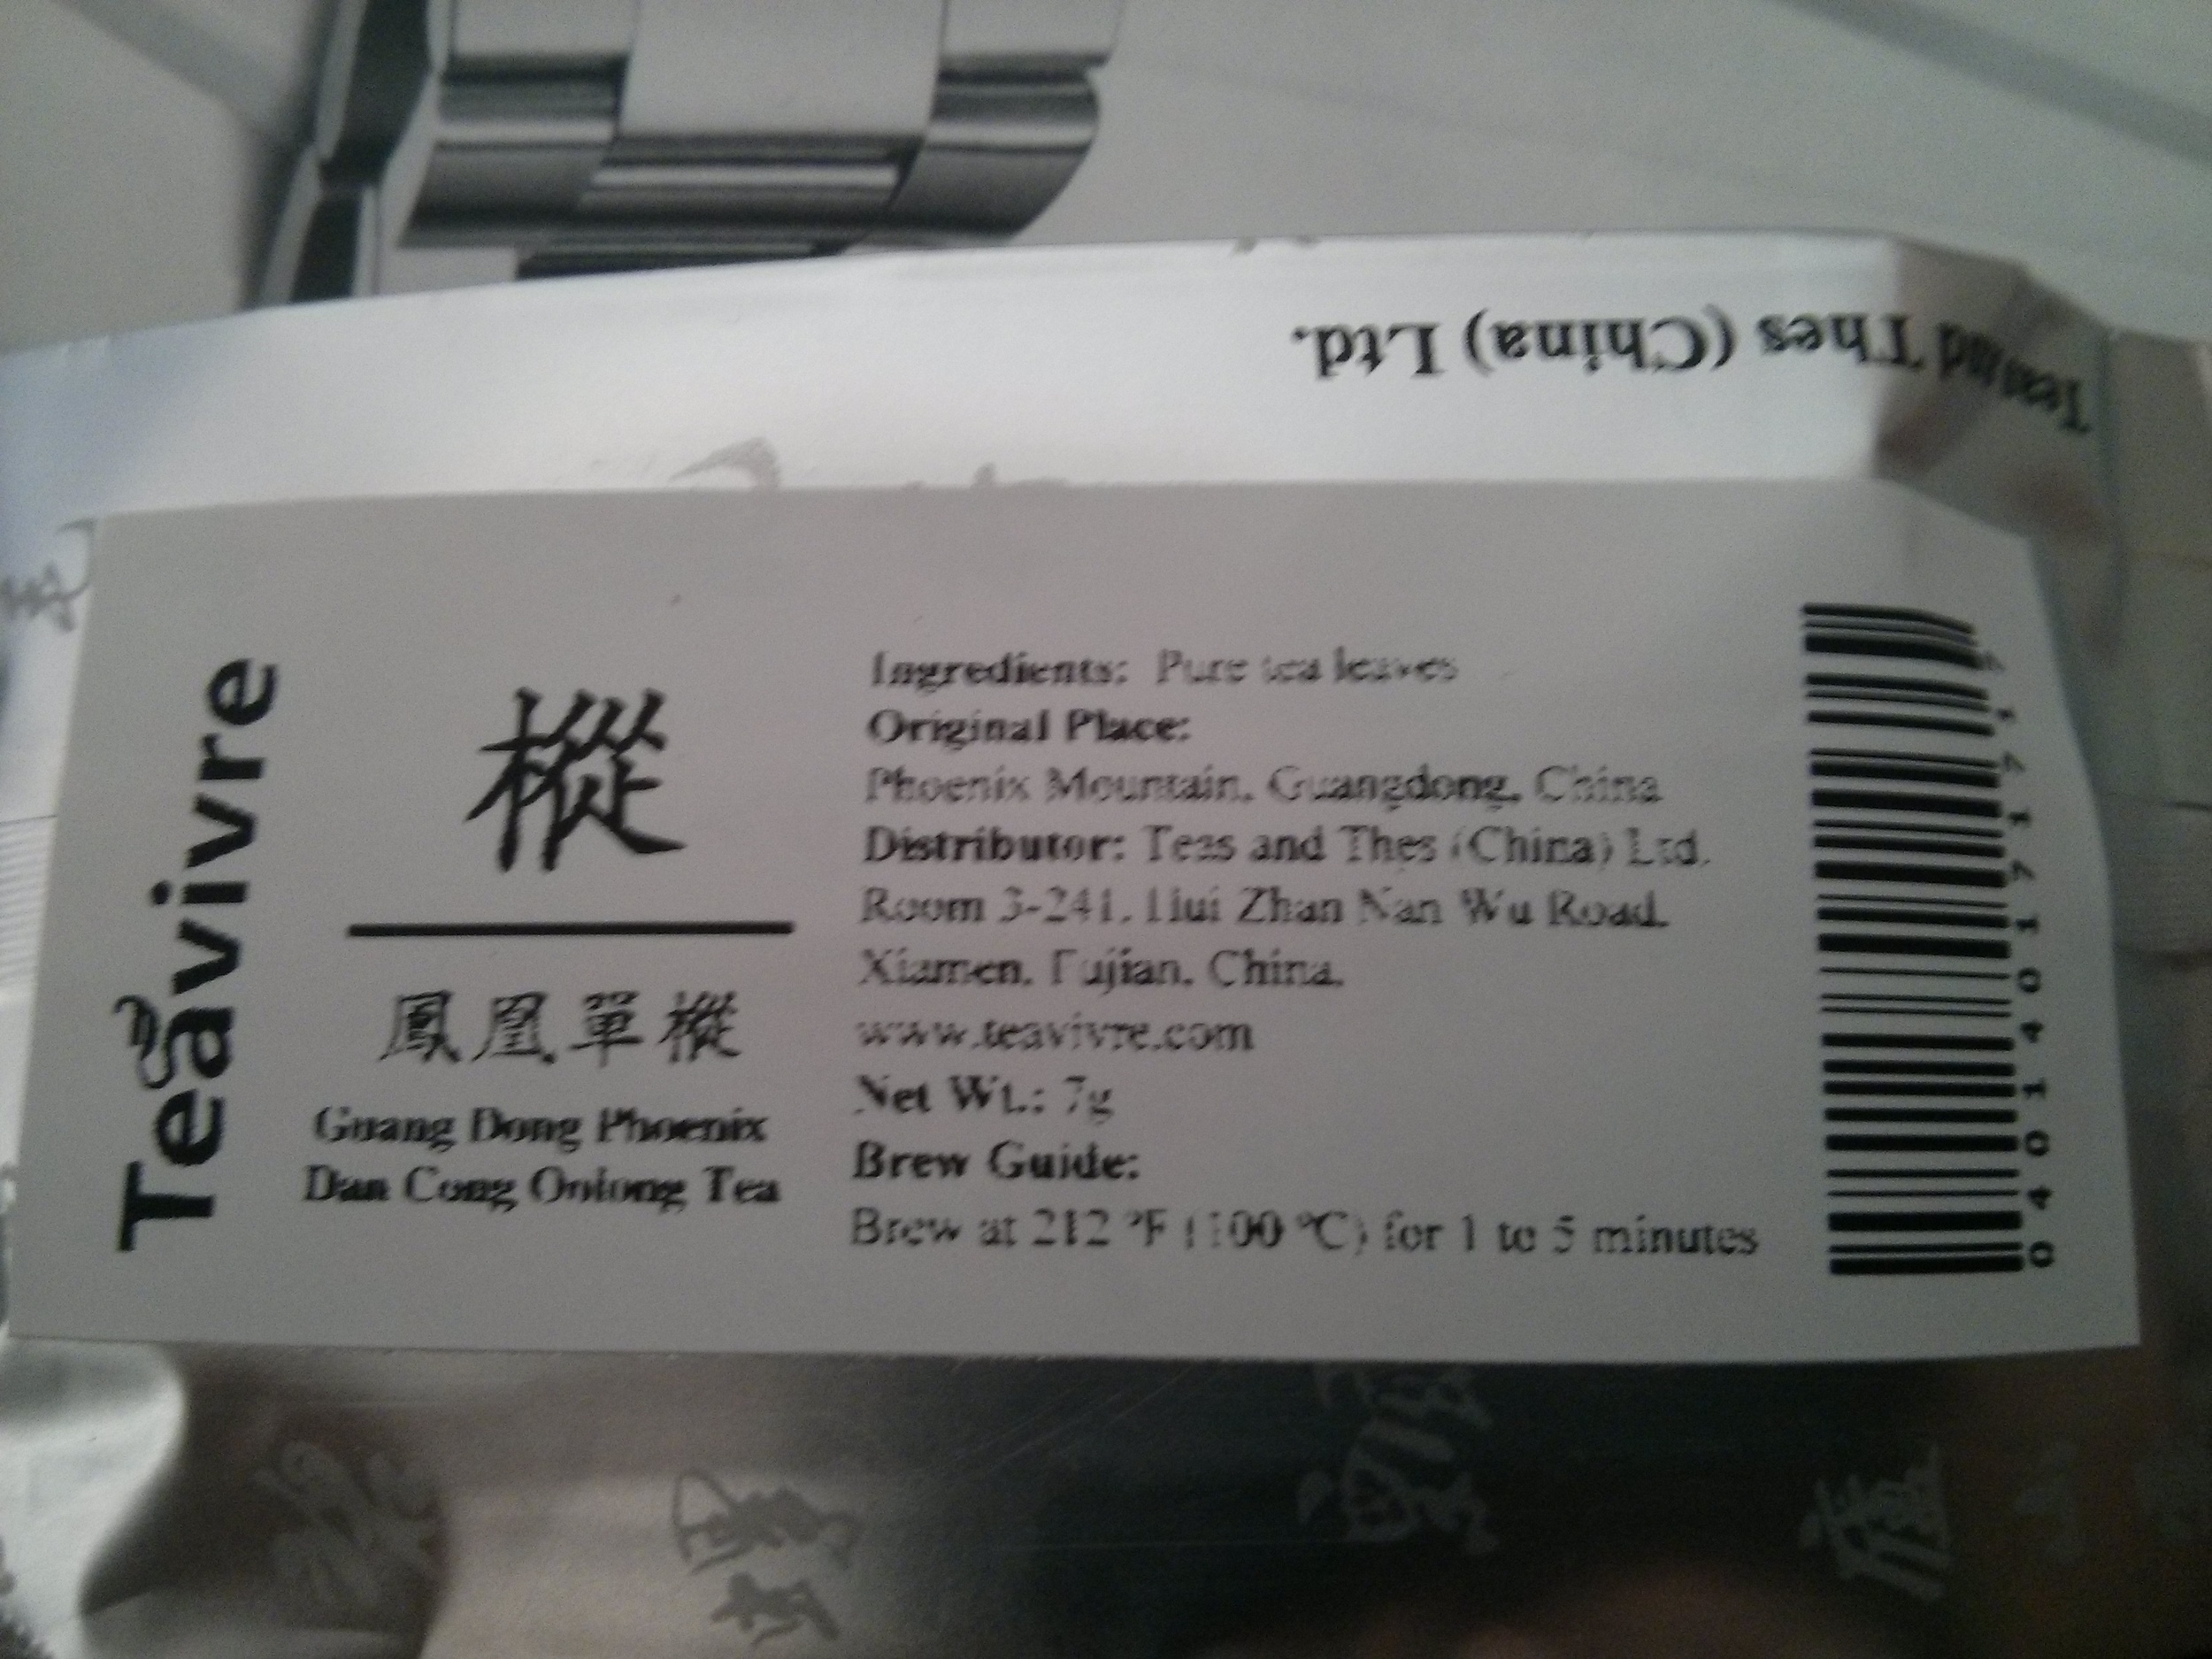 Teas and Thes (China) Ltd.
Teavivre
樅
鳳凰單樅
Guang Dong Phoenix
Dan Cong Oolong Tea
Ingredients: Pure tea leaves
Original Place:
Phoenix Mountain, Guangdong, China
Distributor: Teas and Thes (China) Ltd.
Room 3-241, Hui Zhan Nan Wu Road,
Xiamen, Fujian, China.
www.teavivre.com
Net Wt.: 7g
Brew Guide:
Brew at 212 °F (100 °C) for 1 to 5 minutes